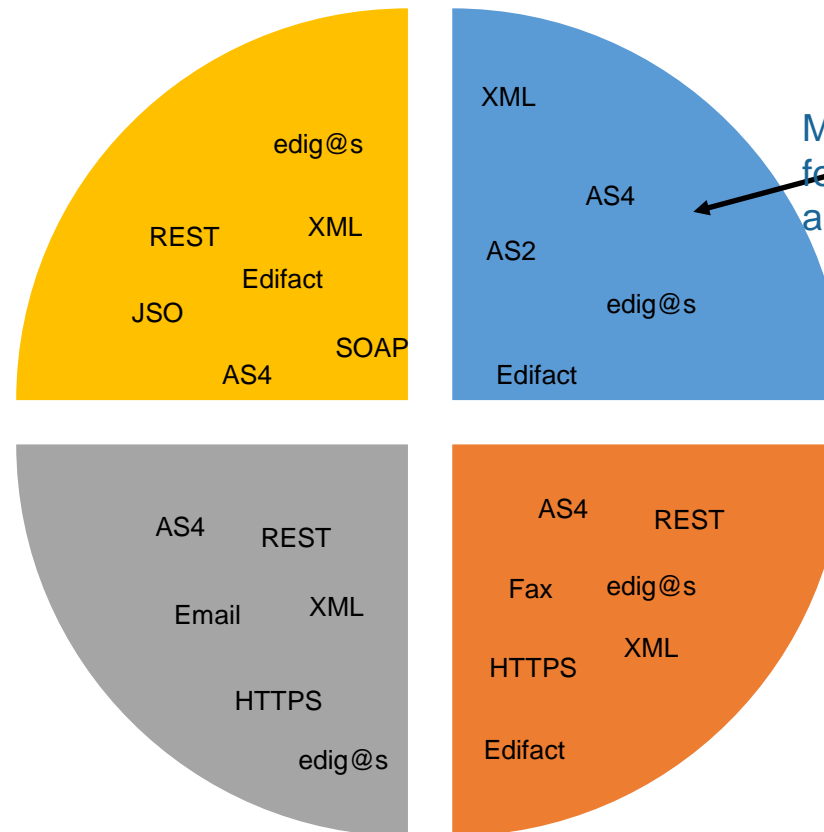 edig@s
REST
XML
Edifact
JSO
SOAP
AS4
XML
AS4
AS2
edig@s
Edifact
AS4
REST
Email
XML
HTTPS
edig@s
AS4
REST
Fax
edig@s
XML
HTTPS
Edifact